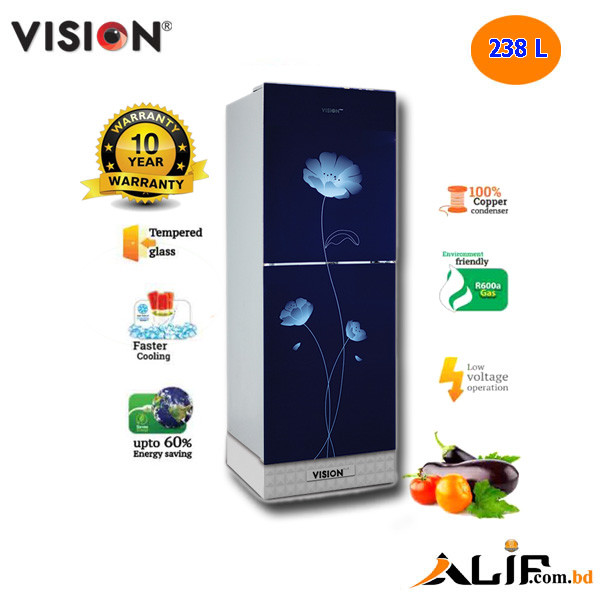 VISION®
238 L
VISION
WARRANTY
10
YEAR
WARRANTY
Tempered
glass
100%
Copper
condenser
Environment
friendly
R600a
Gas
Faster
Cooling
Low
voltage
operation
upto 60%
Energy saving
VISION
ALIF.com.bd